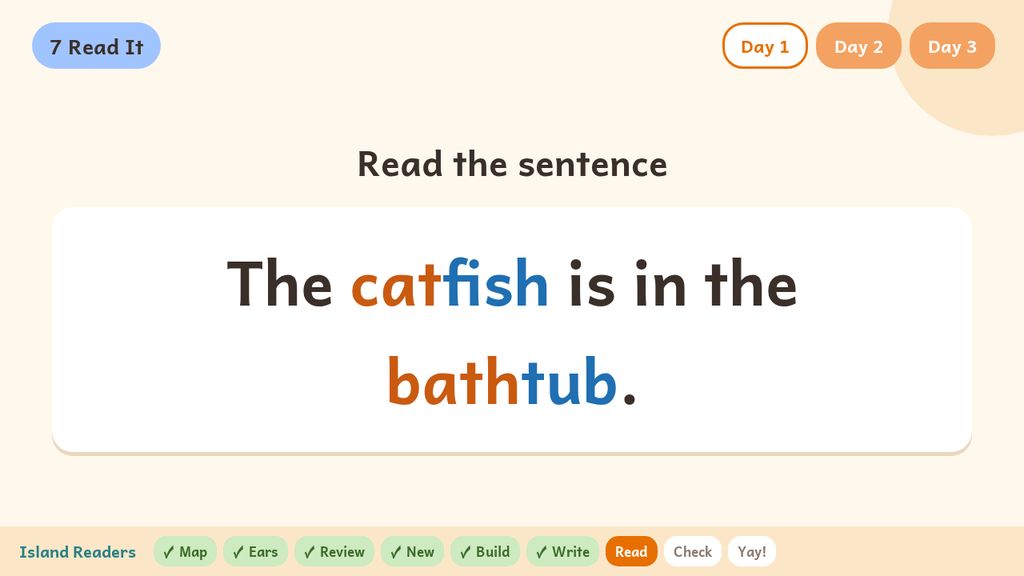 7 Read It
Day 1 Day 2 Day 3
Read the sentence
The catfish is in the
bathtub.
Island Readers ✓ Map ✓ Ears ✓ Review ✓ New ✓ Build ✓ Write Read Check Yay!